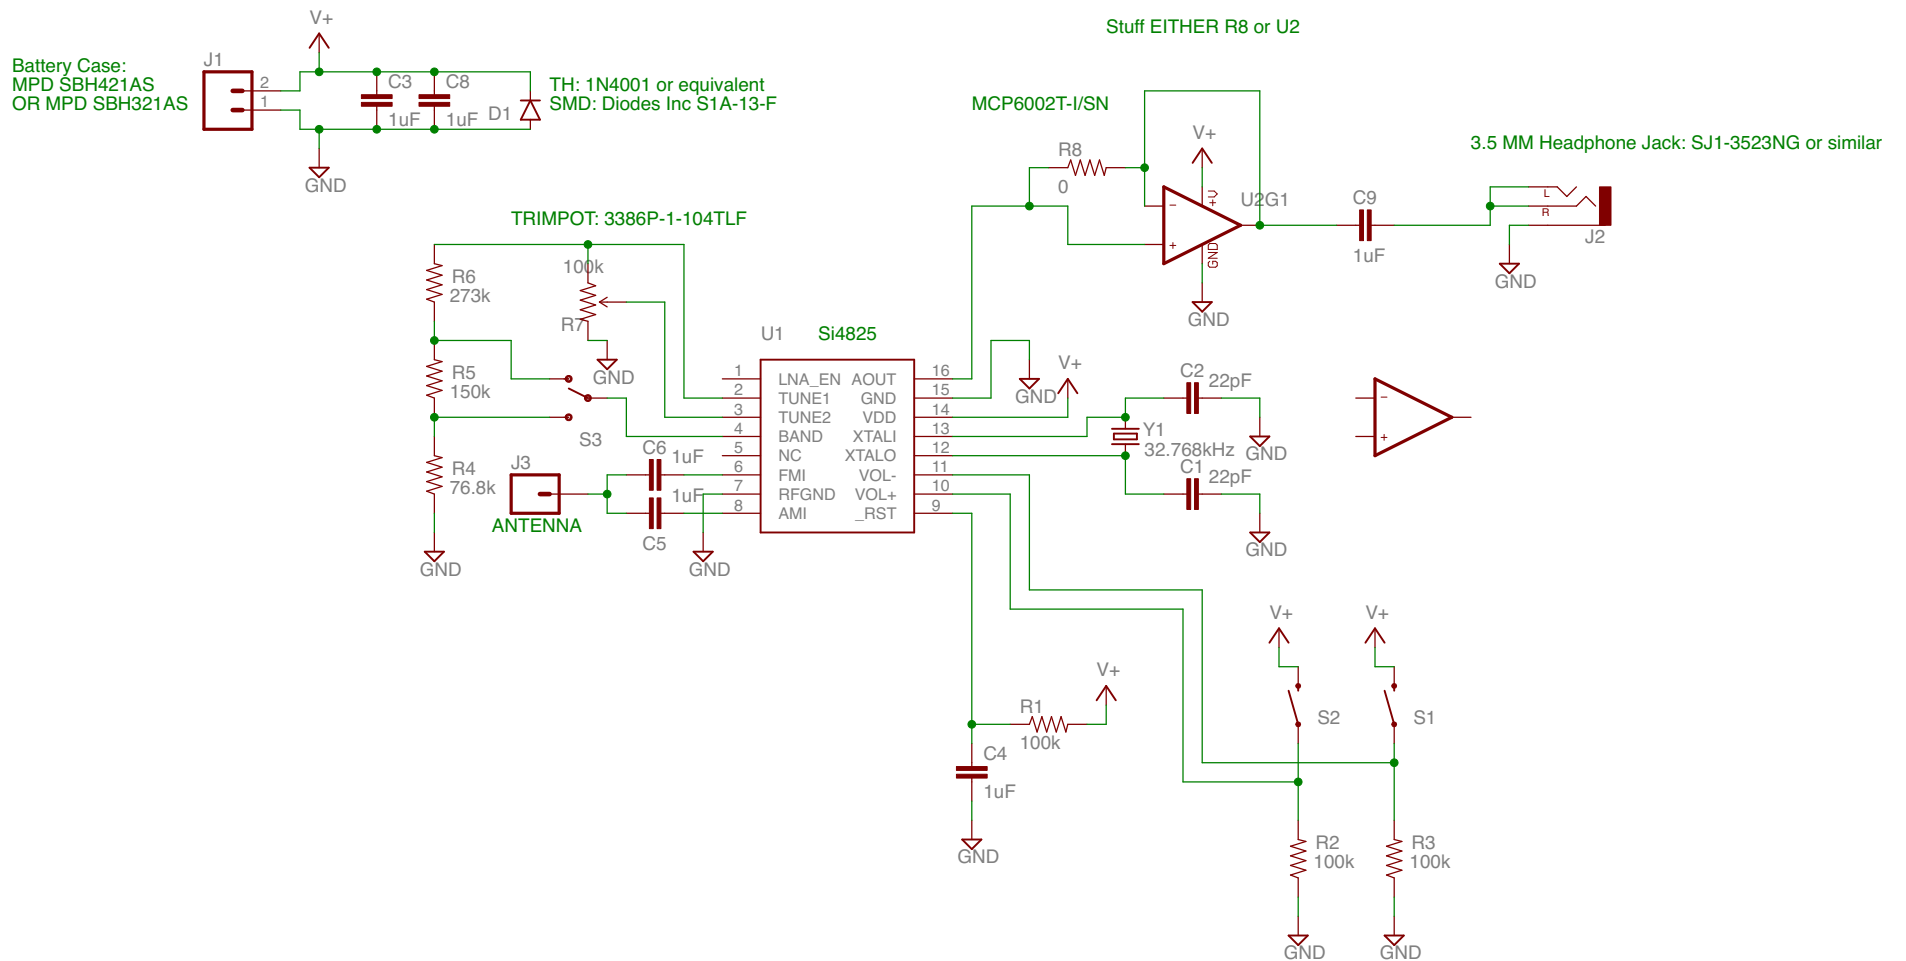 Stuff EITHER R8 or U2
V+
J1
Battery Case:
MPD SBH421AS
OR MPD SBH321AS
2
1
C3
1uF
C8
1uF
D1
TH: 1N4001 or equivalent
SMD: Diodes Inc S1A-13-F
GND
MCP6002T-I/SN
R8
0
V+
+V
GND
−
+
U2G1
GND
C9
1uF
3.5 MM Headphone Jack: SJ1-3523NG or similar
L
R
J2
GND
TRIMPOT: 3386P-1-104TLF
R6
273k
100k
R7
GND
R5
150k
S3
R4
76.8k
GND
J3
ANTENNA
C6
1uF
1uF
C5
GND
U1
Si4825
1
2
3
4
5
6
7
8
LNA_EN
TUNE1
TUNE2
BAND
NC
FMI
RFGND
AMI
AOUT
GND
VDD
XTALI
XTALO
VOL-
VOL+
_RST
16
15
14
13
12
11
10
9
GND
V+
C2
22pF
GND
Y1
32.768kHz
C1
22pF
GND
−
+
V+
R1
100k
C4
1uF
GND
V+
S2
R2
100k
GND
V+
S1
R3
100k
GND